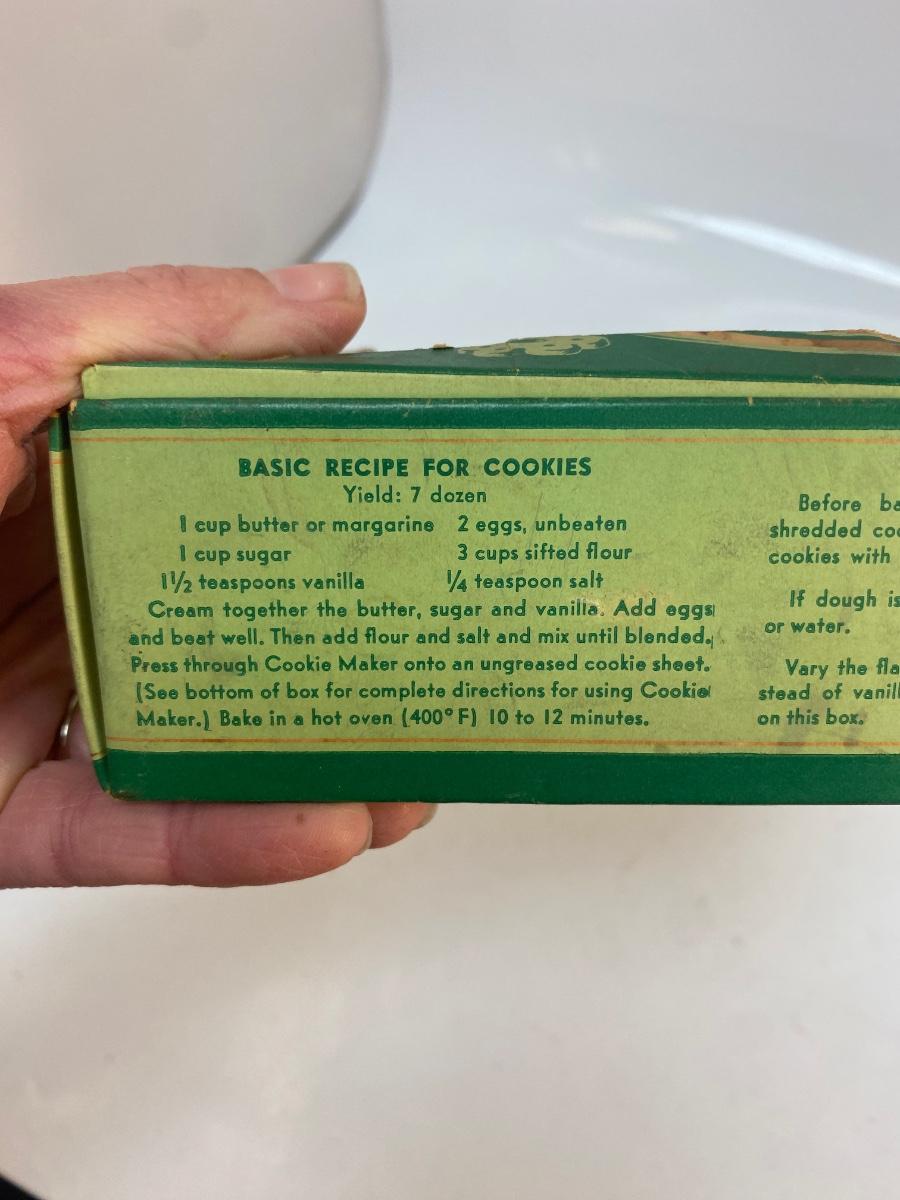 BASIC RECIPE FOR COOKIES
Yield: 7 dozen
1 cup butter or margarine 2 eggs, unbeaten
1 cup sugar 3 cups sifted flour
1½ teaspoons vanilla ¼ teaspoon salt
Cream together the butter, sugar and vanilla. Add eggs
and beat well. Then add flour and salt and mix until blended.
Press through Cookie Maker onto an ungreased cookie sheet.
(See bottom of box for complete directions for using Cookie
Maker.) Bake in a hot oven (400° F) 10 to 12 minutes.
Before
shredded
cookies with
If dough is
or water.
Vary the
stead of
on this box.